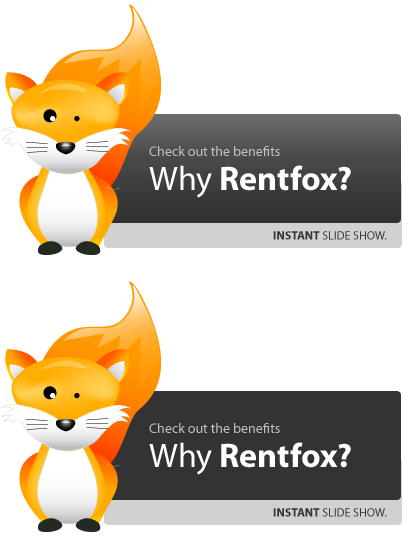 Check out the benefits
Why Rentfox?
INSTANT SLIDE SHOW.
Check out the benefits
Why Rentfox?
INSTANT SLIDE SHOW.